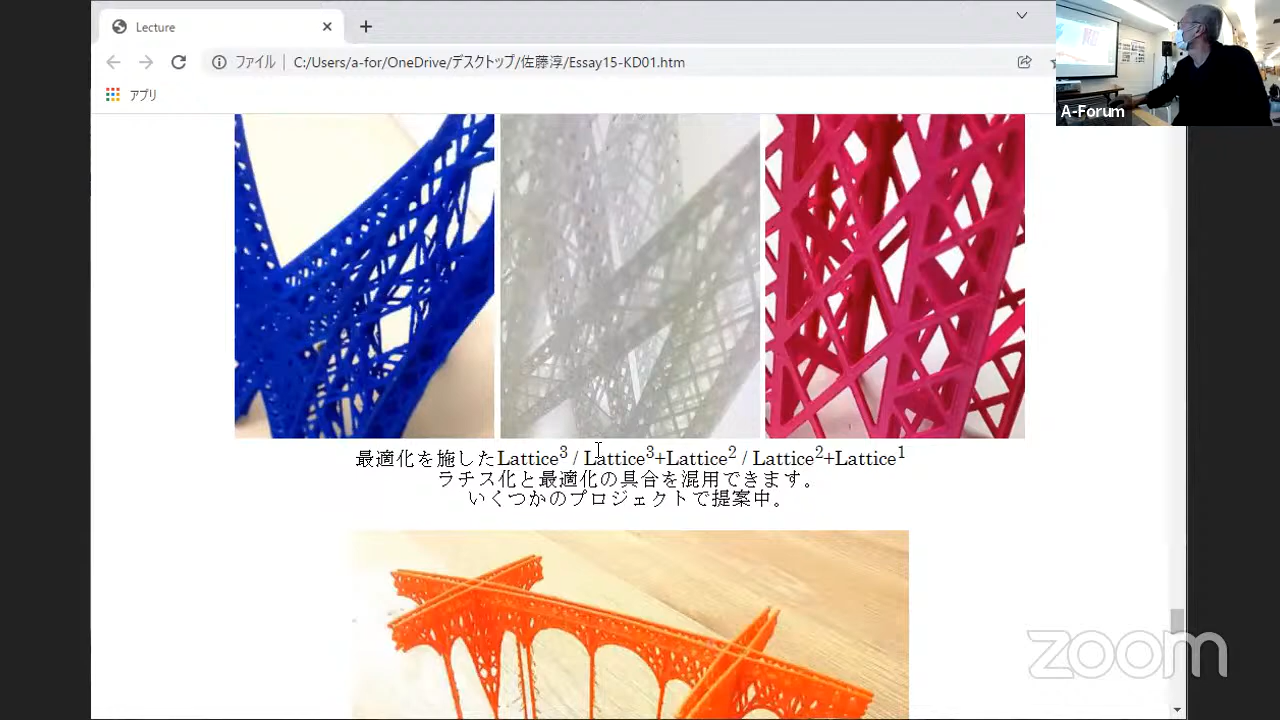 Lecture
ファイル
C:/Users/a-for/OneDrive/デスクトップ/佐藤淳/Essay15-KD01.htm
アプリ
A-Forum
最適化を施したLattice³ / Lattice³+Lattice² / Lattice²+Lattice¹
ラチス化と最適化の具合を混用できます。
いくつかのプロジェクトで提案中。
zoom